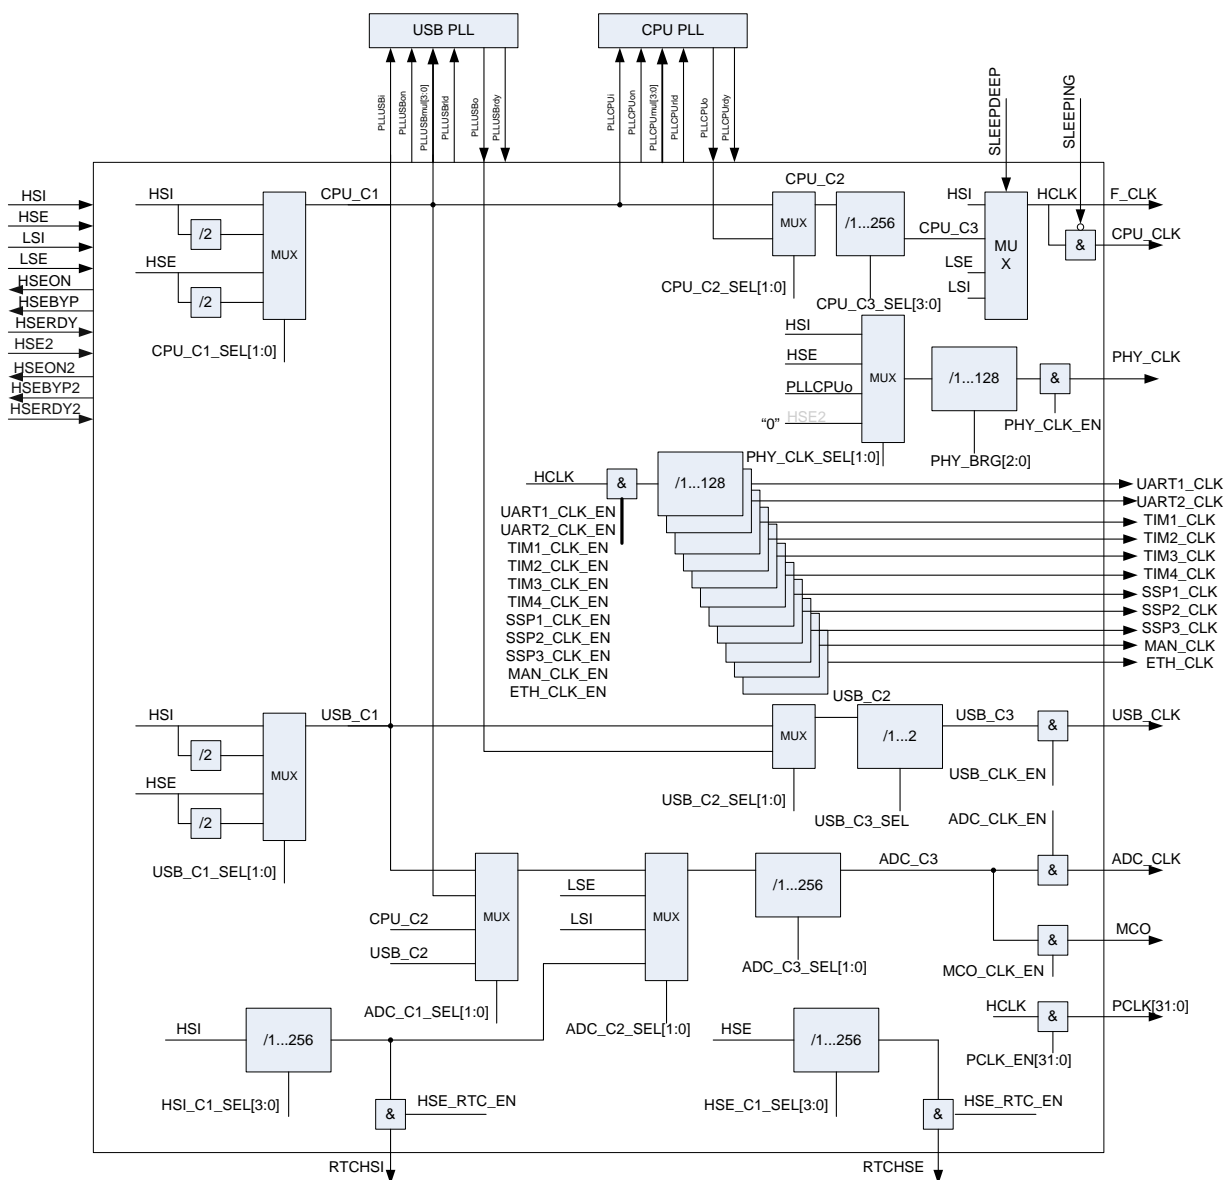 USB PLL
CPU PLL
PLLUSBi
PLLUSBon
PLLUSBmul[3:0]
PLLUSBrld
PLLUSBo
PLLUSBrdy
PLLCPUi
PLLCPUon
PLLCPUmul[3:0]
PLLCPUrld
PLLCPUo
PLLCPUrdy
SLEEPDEEP
SLEEPING
HSI
HSE
LSI
LSE
HSEON
HSEBYP
HSERDY
HSE2
HSEON2
HSEBYP2
HSERDY2
HSI
/2
HSE
/2
MUX
CPU_C1
CPU_C1_SEL[1:0]
CPU_C2
MUX
CPU_C2_SEL[1:0]
/1...256
CPU_C3
CPU_C3_SEL[3:0]
HSI
LSE
LSI
MU
X
HCLK
F_CLK
&
CPU_CLK
HSI
HSE
PLLCPUo
"0"
HSE2
MUX
PHY_CLK_SEL[1:0]
/1...128
PHY_BRG[2:0]
&
PHY_CLK
PHY_CLK_EN
HCLK
&
/1...128
UART1_CLK_EN
UART2_CLK_EN
TIM1_CLK_EN
TIM2_CLK_EN
TIM3_CLK_EN
TIM4_CLK_EN
SSP1_CLK_EN
SSP2_CLK_EN
SSP3_CLK_EN
MAN_CLK_EN
ETH_CLK_EN
UART1_CLK
UART2_CLK
TIM1_CLK
TIM2_CLK
TIM3_CLK
TIM4_CLK
SSP1_CLK
SSP2_CLK
SSP3_CLK
MAN_CLK
ETH_CLK
HSI
/2
HSE
/2
MUX
USB_C1
USB_C1_SEL[1:0]
MUX
USB_C2
USB_C2_SEL[1:0]
/1...2
USB_C3
USB_C3_SEL
&
USB_CLK
USB_CLK_EN
ADC_CLK_EN
CPU_C2
USB_C2
MUX
ADC_C1_SEL[1:0]
LSE
LSI
MUX
ADC_C2_SEL[1:0]
/1...256
ADC_C3
ADC_C3_SEL[1:0]
&
ADC_CLK
&
MCO
MCO_CLK_EN
HCLK
&
PCLK[31:0]
PCLK_EN[31:0]
HSI
/1...256
HSI_C1_SEL[3:0]
&
HSE_RTC_EN
RTCHSI
HSE
/1...256
HSE_C1_SEL[3:0]
&
HSE_RTC_EN
RTCHSE